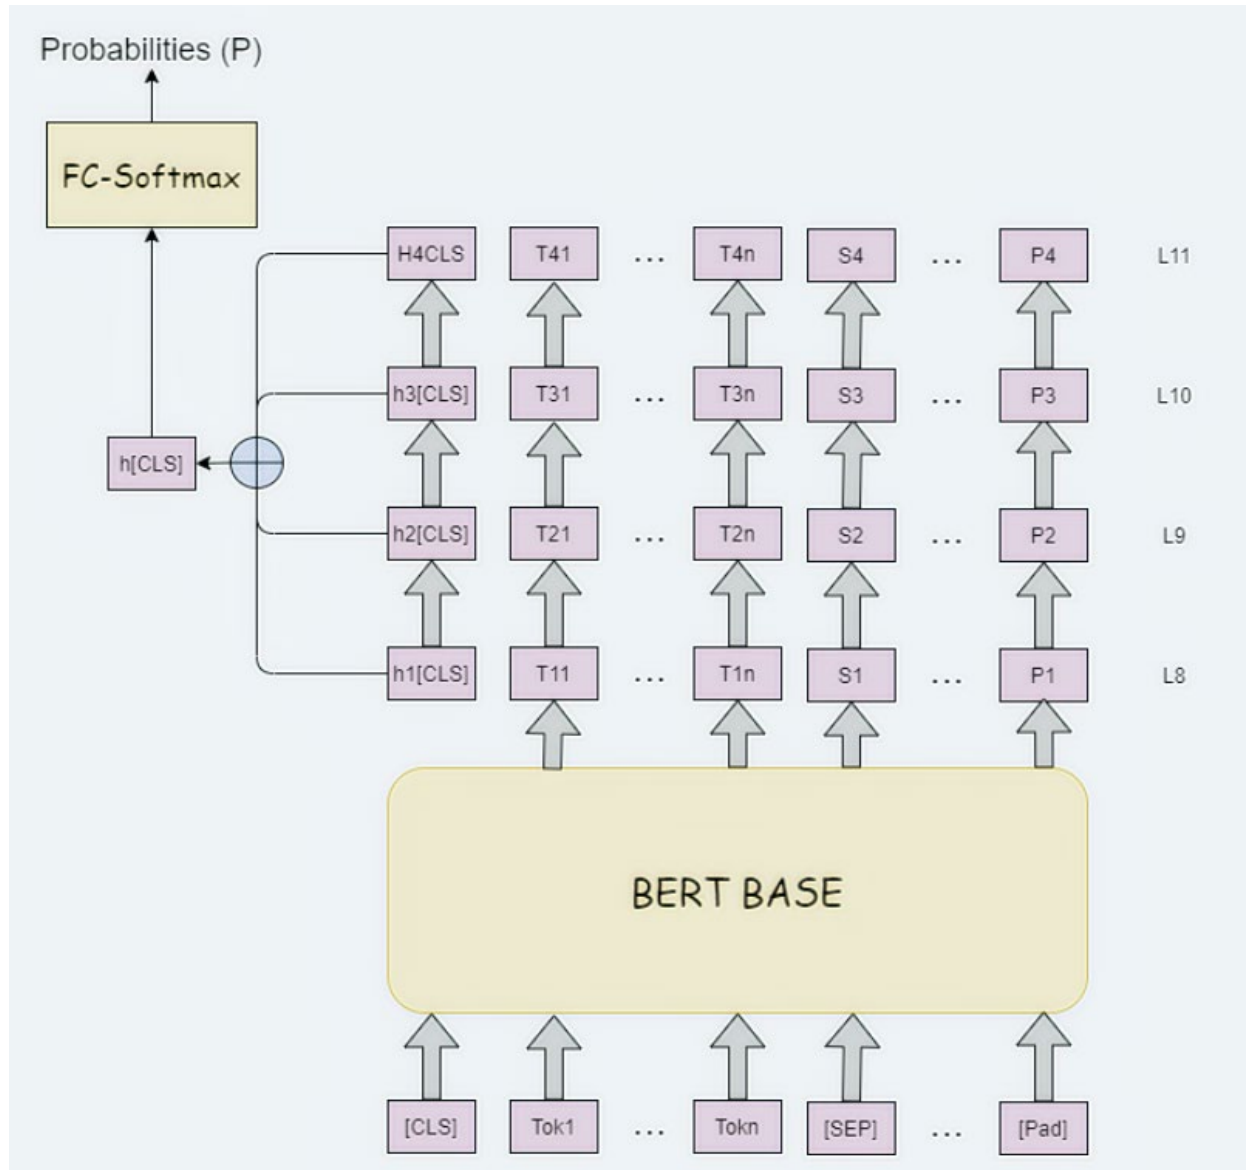 Probabilities (P)
FC-Softmax
H4CLS T41 ... T4n S4 ... P4 L11
h3[CLS] T31 ... T3n S3 ... P3 L10
h[CLS]
h2[CLS] T21 ... T2n S2 ... P2 L9
h1[CLS] T11 ... T1n S1 ... P1 L8
BERT BASE
[CLS] Tok1 ... Tokn [SEP] ... [Pad]